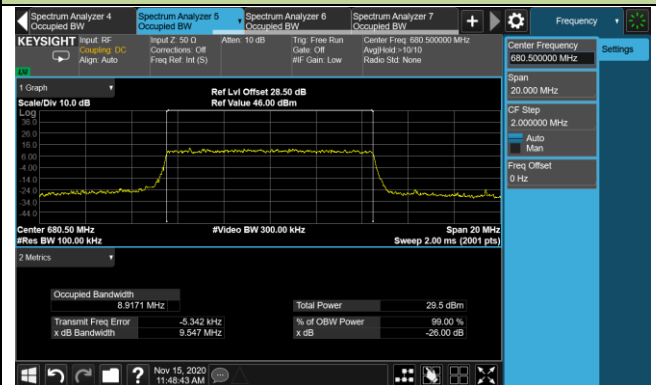 Spectrum Analyzer 4
Occupied BW
Spectrum Analyzer 5
Occupied BW
Spectrum Analyzer 6
Occupied BW
Spectrum Analyzer 7
Occupied BW
+
Frequency
KEYSIGHT
Input: RF
Coupling: DC
Align: Auto
Input Z: 50 Ω
Corrections: Off
Freq Ref: Int (S)
Atten: 10 dB
Trig: Free Run
Gate: Off
#IF Gain: Low
Center Freq: 680.500000 MHz
Avg|Hold:>10/10
Radio Std: None
Center Frequency
680.500000 MHz
Settings
Span
20.000 MHz
CF Step
2.000000 MHz
Auto
Man
Freq Offset
0 Hz
1 Graph
Scale/Div 10.0 dB
Ref Lvl Offset 28.50 dB
Ref Value 46.00 dBm
Log
36.0
26.0
16.0
6.00
-4.00
-14.0
-24.0
-34.0
-44.0
Center 680.50 MHz
#Res BW 100.00 kHz
#Video BW 300.00 kHz
Span 20 MHz
Sweep 2.00 ms (2001 pts)
2 Metrics
Occupied Bandwidth
8.9171 MHz
Total Power 29.5 dBm
Transmit Freq Error -5.342 kHz
% of OBW Power 99.00 %
x dB Bandwidth 9.547 MHz
x dB -26.00 dB
?
Nov 15, 2020
11:48:43 AM